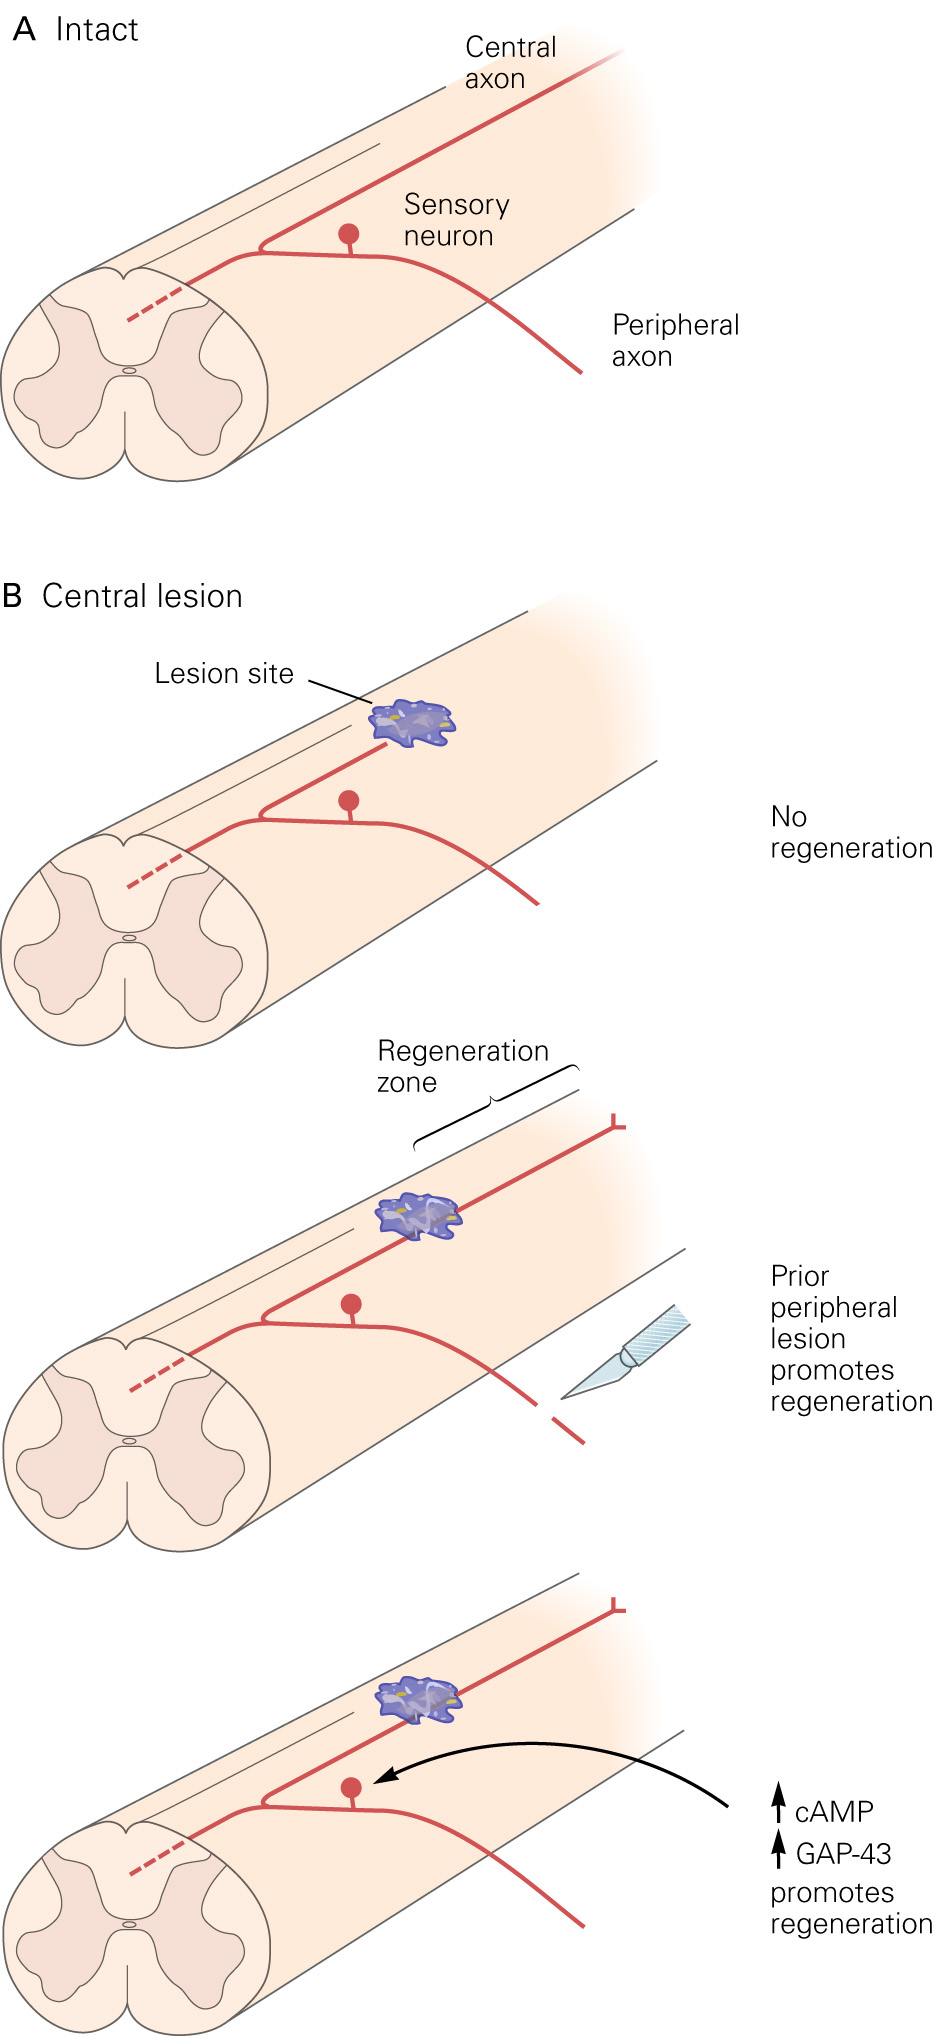 A Intact
Central
axon
Sensory
neuron
Peripheral
axon
B Central lesion
Lesion site
No
regeneration
Regeneration
zone
Prior
peripheral
lesion
promotes
regeneration
cAMP
GAP-43
promotes
regeneration